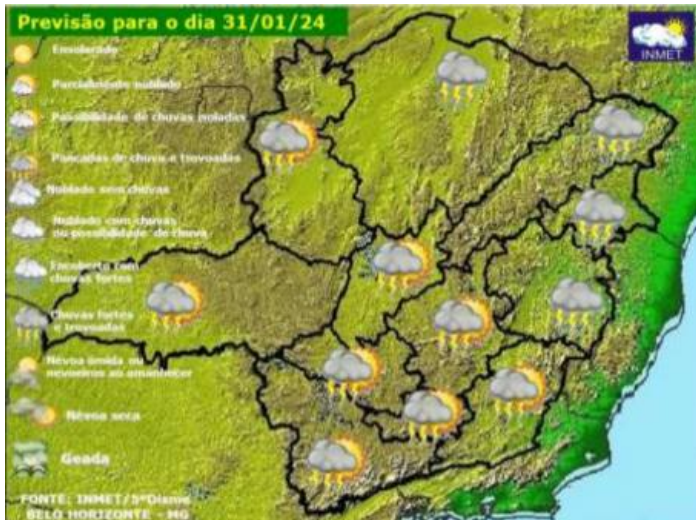 Previsão para o dia 31/01/24
INMET
Ensolarado
Parcialmente nublado
Possibilidade de chuvas isoladas
Pancadas de chuva e trovoadas
Nublado sem chuvas
Nublado com chuvas
ou possibilidade de chuva
Encoberto com
chuvas fortes
Chuvas fortes
e trovoadas
Névoa úmida ou
nevoeiros ao amanhecer
Névoa seca
Geada
FONTE: INMET/5ºDisme
BELO HORIZONTE - MG